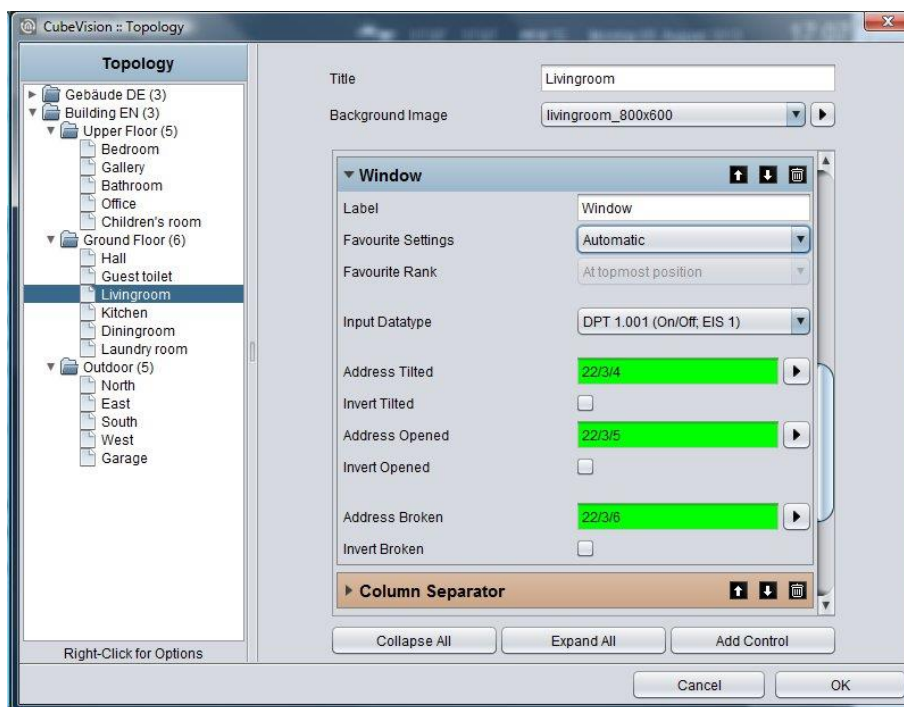 CubeVision :: Topology
Topology
Gebäude DE (3)
Building EN (3)
Upper Floor (5)
Bedroom
Gallery
Bathroom
Office
Children's room
Ground Floor (6)
Hall
Guest toilet
Livingroom
Kitchen
Diningroom
Laundry room
Outdoor (5)
North
East
South
West
Garage
Right-Click for Options
Title Livingroom
Background Image livingroom_800x600
Window
Label Window
Favourite Settings Automatic
Favourite Rank At topmost position
Input Datatype DPT 1.001 (On/Off; EIS 1)
Address Tilted 22/3/4
Invert Tilted
Address Opened 22/3/5
Invert Opened
Address Broken 22/3/6
Invert Broken
Column Separator
Collapse All Expand All Add Control
Cancel OK